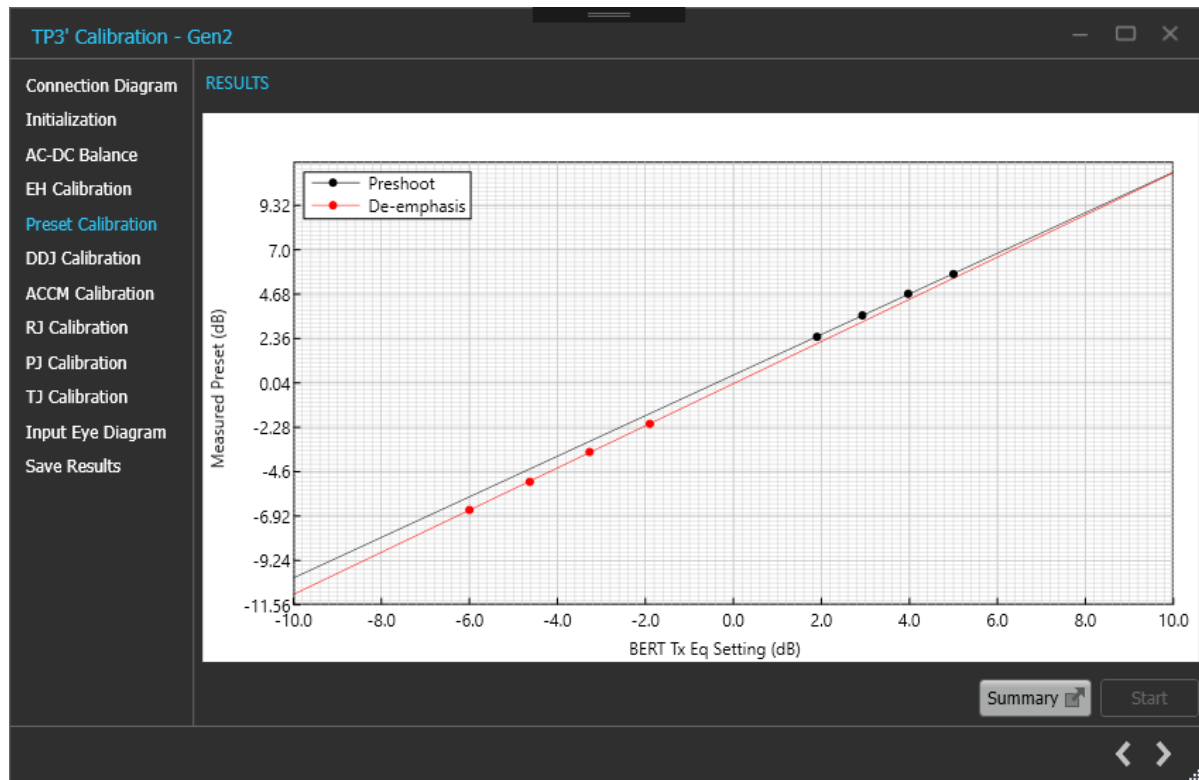 TP3' Calibration - Gen2
Connection Diagram
Initialization
AC-DC Balance
EH Calibration
Preset Calibration
DDJ Calibration
ACCM Calibration
RJ Calibration
PJ Calibration
TJ Calibration
Input Eye Diagram
Save Results
RESULTS
Preshoot
De-emphasis
Measured Preset (dB)
9.32
7.0
4.68
2.36
0.04
-2.28
-4.6
-6.92
-9.24
-11.56
-10.0 -8.0 -6.0 -4.0 -2.0 0.0 2.0 4.0 6.0 8.0 10.0
BERT Tx Eq Setting (dB)
Summary
Start